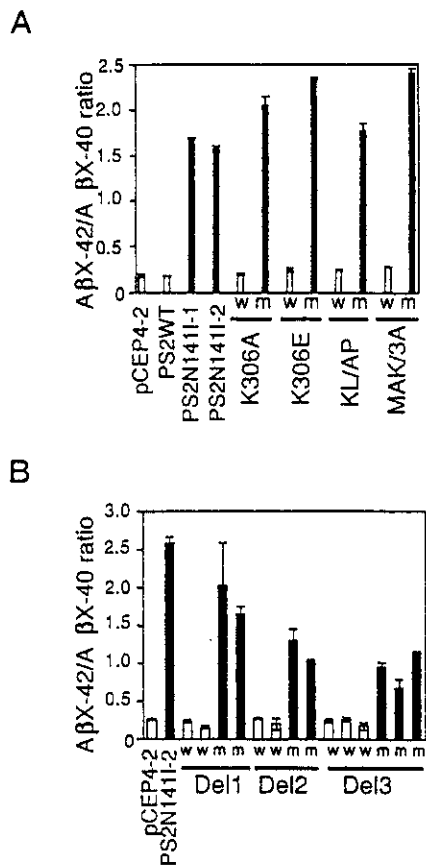 A
AβX-42/A βX-40 ratio
2.5
2.0
1.5
1.0
0.5
0
w m w m w m w m
pCEP4-2
PS2WT
PS2N141I-1
PS2N141I-2
K306A
K306E
KL/AP
MAK/3A
B
AβX-42/A βX-40 ratio
3.0
2.5
2.0
1.5
1.0
0.5
0
w w m m w w m m w w w m m m
pCEP4-2
PS2N141I-2
Del1 Del2 Del3